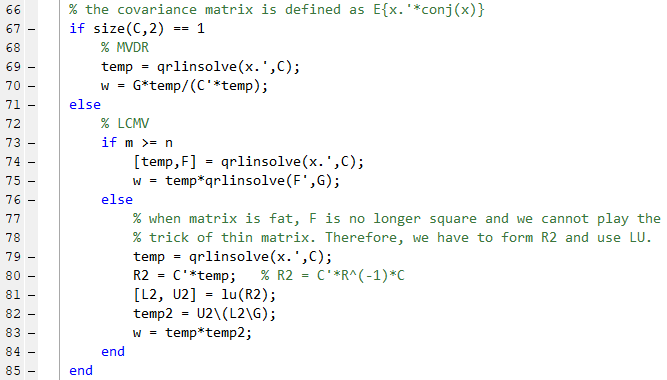 66 % the covariance matrix is defined as E{x.'*conj(x)}
67 – if size(C,2) == 1
68 % MVDR
69 – temp = qrlinsolve(x.',C);
70 – w = G*temp/(C'*temp);
71 – else
72 % LCMV
73 – if m >= n
74 – [temp,F] = qrlinsolve(x.',C);
75 – w = temp*qrlinsolve(F',G);
76 – else
77 % when matrix is fat, F is no longer square and we cannot play the
78 % trick of thin matrix. Therefore, we have to form R2 and use LU.
79 – temp = qrlinsolve(x.',C);
80 – R2 = C'*temp; % R2 = C'*R^(-1)*C
81 – [L2, U2] = lu(R2);
82 – temp2 = U2\(L2\G);
83 – w = temp*temp2;
84 – end
85 – end